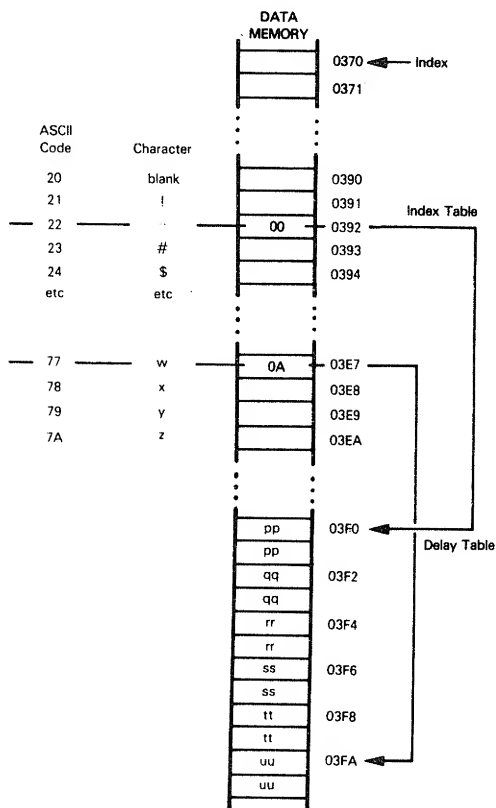 DATA
MEMORY
0370 Index
0371
ASCII
Code Character
20 blank 0390
21 ! 0391
Index Table
22 00 0392
23 # 0393
24 $ 0394
etc etc
77 w 0A 03E7
78 x 03E8
79 y 03E9
7A z 03EA
pp 03F0
pp Delay Table
qq 03F2
qq
rr 03F4
rr
ss 03F6
ss
tt 03F8
tt
uu 03FA
uu